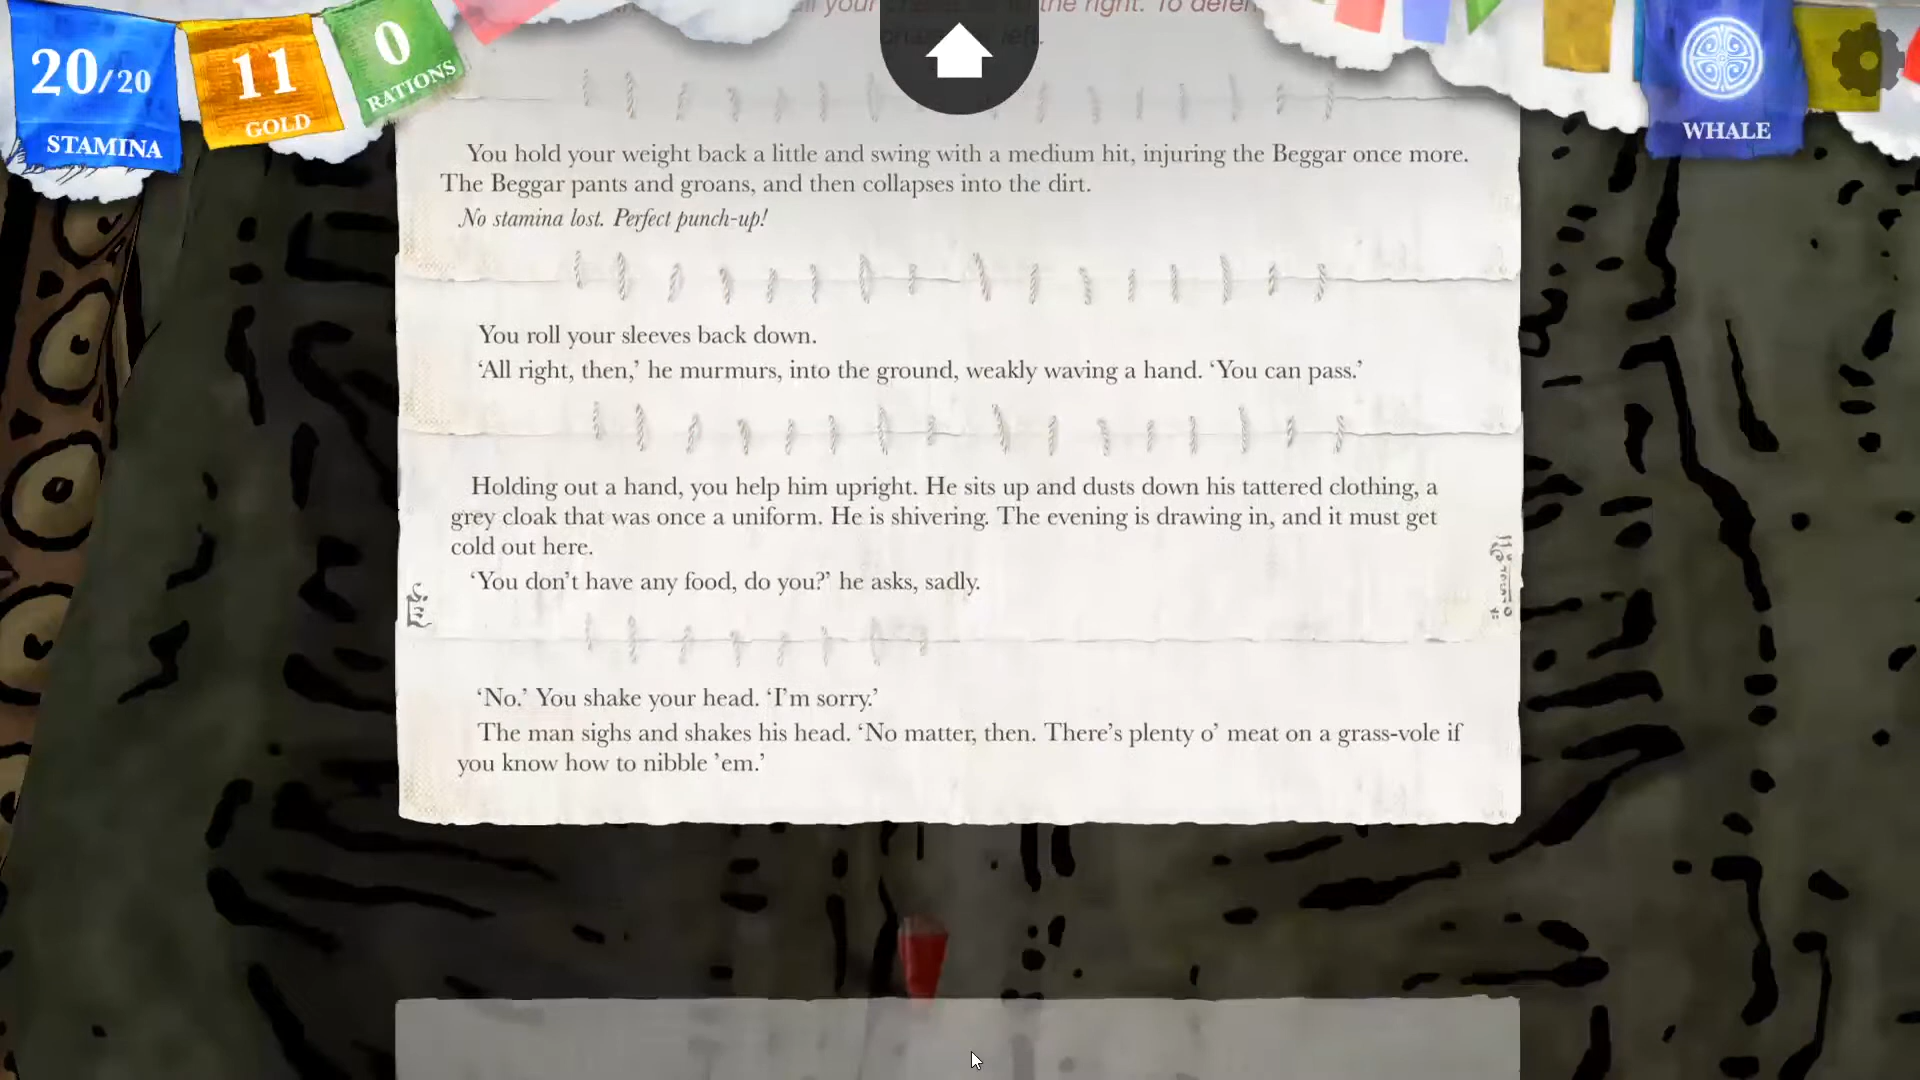 20/20
STAMINA
11
GOLD
0
RATIONS
WHALE
your
the right. To defen
left.
You hold your weight back a little and swing with a medium hit, injuring the Beggar once more.
The Beggar pants and groans, and then collapses into the dirt.
No stamina lost. Perfect punch-up!
You roll your sleeves back down.
‘All right, then,’ he murmurs, into the ground, weakly waving a hand. ‘You can pass.’
Holding out a hand, you help him upright. He sits up and dusts down his tattered clothing, a
grey cloak that was once a uniform. He is shivering. The evening is drawing in, and it must get
cold out here.
‘You don’t have any food, do you?’ he asks, sadly.
‘No.’ You shake your head. ‘I’m sorry.’
The man sighs and shakes his head. ‘No matter, then. There’s plenty o’ meat on a grass-vole if
you know how to nibble ’em.’